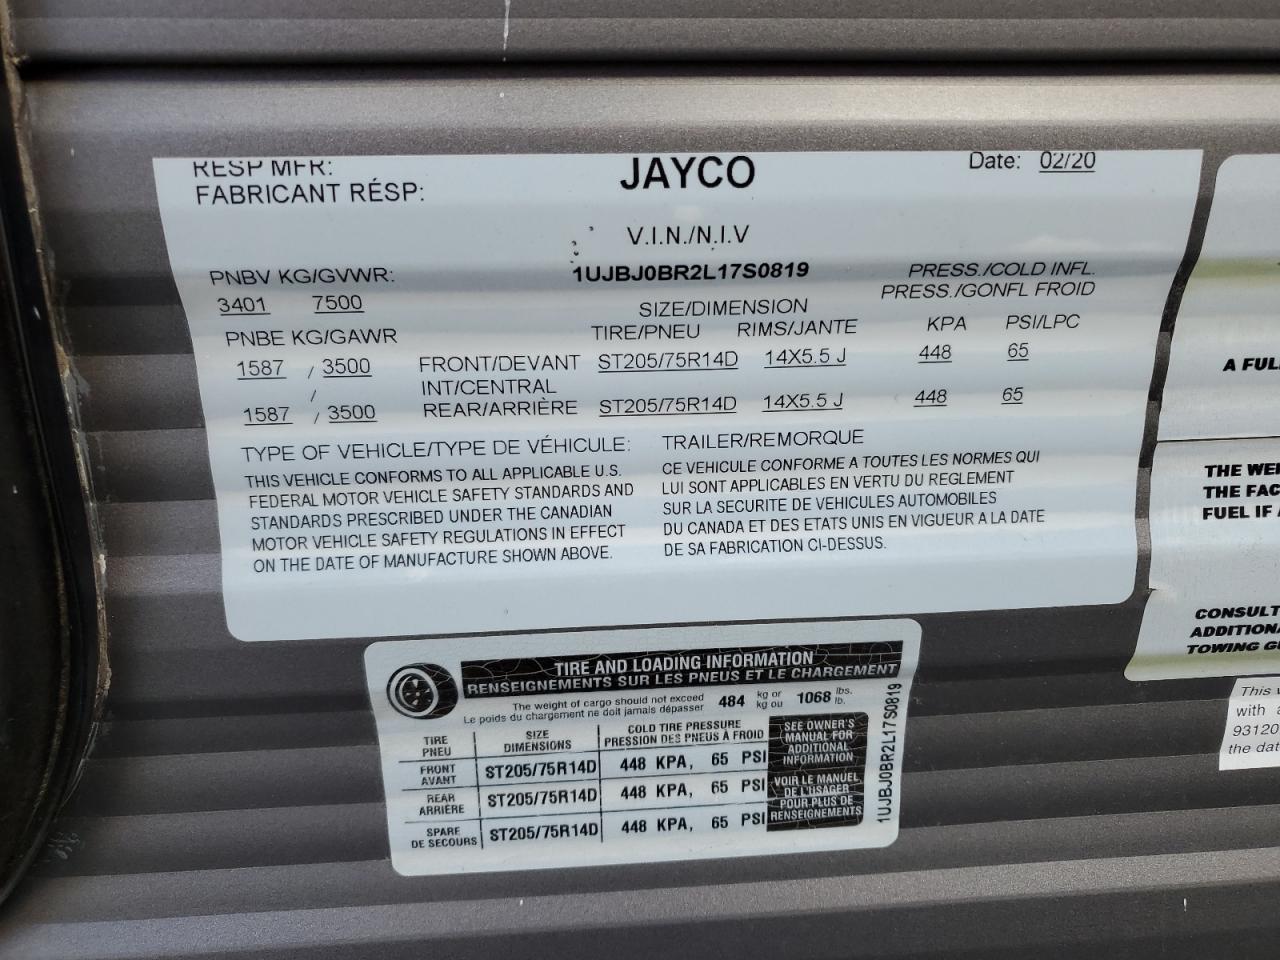 RESP MFR:
FABRICANT RÉSP:
JAYCO
Date: 02/20
V.I.N./N.I.V
1UJBJ0BR2L17S0819
PNBV KG/GVWR:
3401 7500
PNBE KG/GAWR
SIZE/DIMENSION
TIRE/PNEU RIMS/JANTE
PRESS./COLD INFL.
PRESS./GONFL FROID
KPA PSI/LPC
1587 / 3500 FRONT/DEVANT ST205/75R14D 14X5.5 J 448 65
/ INT/CENTRAL
1587 / 3500 REAR/ARRIÈRE ST205/75R14D 14X5.5 J 448 65
TYPE OF VEHICLE/TYPE DE VÉHICULE: TRAILER/REMORQUE
THIS VEHICLE CONFORMS TO ALL APPLICABLE U.S.
FEDERAL MOTOR VEHICLE SAFETY STANDARDS AND
STANDARDS PRESCRIBED UNDER THE CANADIAN
MOTOR VEHICLE SAFETY REGULATIONS IN EFFECT
ON THE DATE OF MANUFACTURE SHOWN ABOVE.
CE VEHICULE CONFORME A TOUTES LES NORMES QUI
LUI SONT APPLICABLES EN VERTU DU REGLEMENT
SUR LA SECURITE DE VEHICULES AUTOMOBILES
DU CANADA ET DES ETATS UNIS EN VIGUEUR A LA DATE
DE SA FABRICATION CI-DESSUS.
TIRE AND LOADING INFORMATION
RENSEIGNEMENTS SUR LES PNEUS ET LE CHARGEMENT
The weight of cargo should not exceed 484 kg or 1068 lbs.
Le poids du chargement ne doit jamais dépasser kg ou lb.
TIRE
PNEU
SIZE
DIMENSIONS
COLD TIRE PRESSURE
PRESSION DES PNEUS À FROID
FRONT
AVANT
ST205/75R14D 448 KPA, 65 PSI
REAR
ARRIÈRE
ST205/75R14D 448 KPA, 65 PSI
SPARE
DE SECOURS
ST205/75R14D 448 KPA, 65 PSI
SEE OWNER'S
MANUAL FOR
ADDITIONAL
INFORMATION
VOIR LE MANUEL
DE L'USAGER
POUR PLUS DE
RENSEIGNEMENTS
1UJBJ0BR2L17S0819
A FUL
THE WEI
THE FAC
FUEL IF
CONSULT
ADDITION
TOWING G
This
with a
93120
the dat